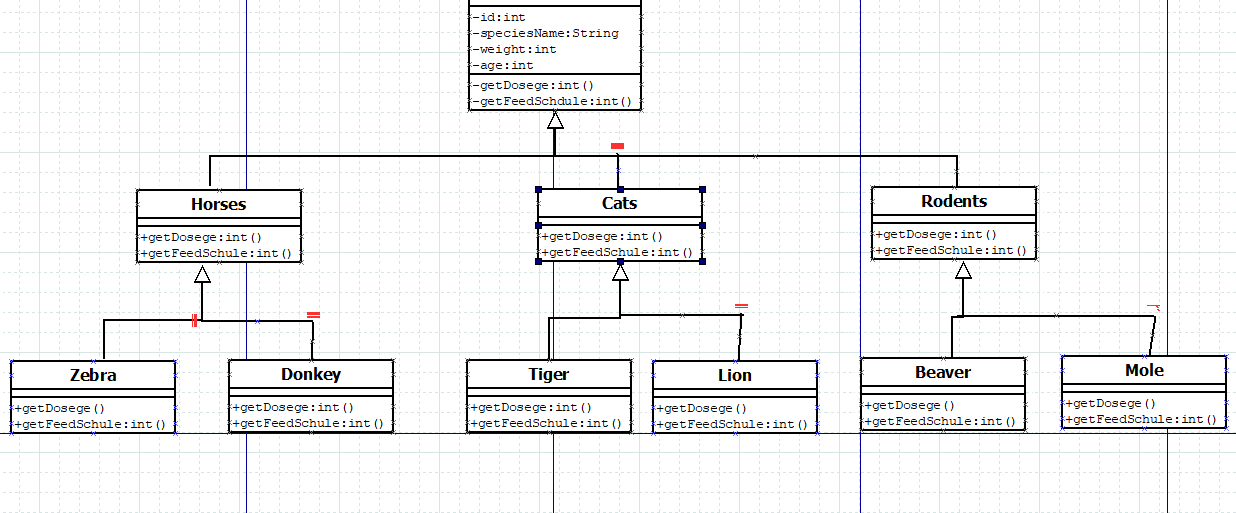 -id:int
-speciesName:String
-weight:int
-age:int
-getDosege:int()
-getFeedSchdule:int()
Horses
+getDosege:int()
+getFeedSchule:int()
Cats
+getDosege:int()
+getFeedSchule:int()
Rodents
+getDosege:int()
+getFeedSchule:int()
Zebra
+getDosege()
+getFeedSchule:int()
Donkey
+getDosege:int()
+getFeedSchule:int()
Tiger
+getDosege:int()
+getFeedSchule:int()
Lion
+getDosege()
+getFeedSchule:int()
Beaver
+getDosege()
+getFeedSchule:int()
Mole
+getDosege()
+getFeedSchule:int()